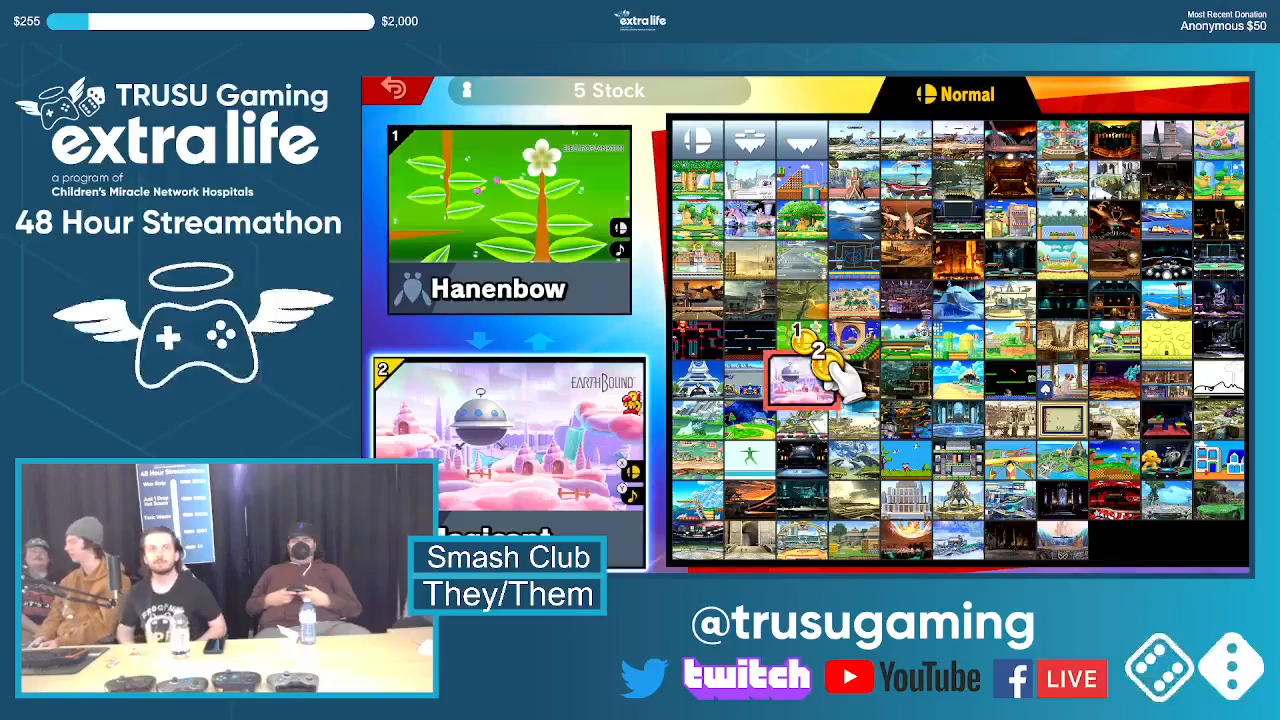 $255
$2,000
extra life
Most Recent Donation
Anonymous $50
TRUSU Gaming
extra life
a program of
Children's Miracle Network Hospitals
48 Hour Streamathon
5 Stock
Normal
1
Hanenbow
2
EARTHBOUND
X
Y
1
2
48 Hour Streamathon
Smash Club
They/Them
@trusugaming
twitch
YouTube
f LIVE